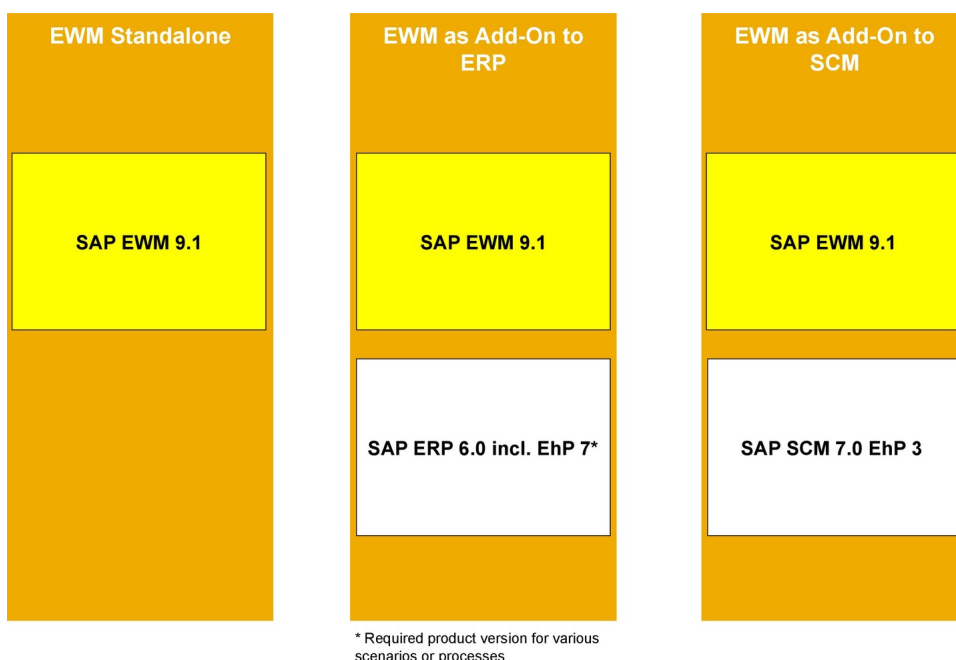 EWM Standalone
SAP EWM 9.1
EWM as Add-On to
ERP
SAP EWM 9.1
SAP ERP 6.0 incl. EhP 7*
* Required product version for various
scenarios or processes
EWM as Add-On to
SCM
SAP EWM 9.1
SAP SCM 7.0 EhP 3